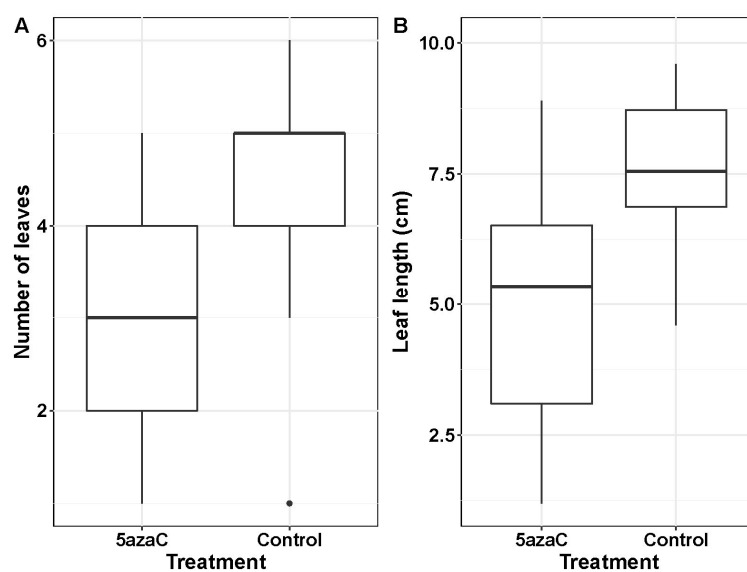 A
Number of leaves
6
4
2
5azaC
Control
Treatment
B
Leaf length (cm)
10.0
7.5
5.0
2.5
5azaC
Control
Treatment